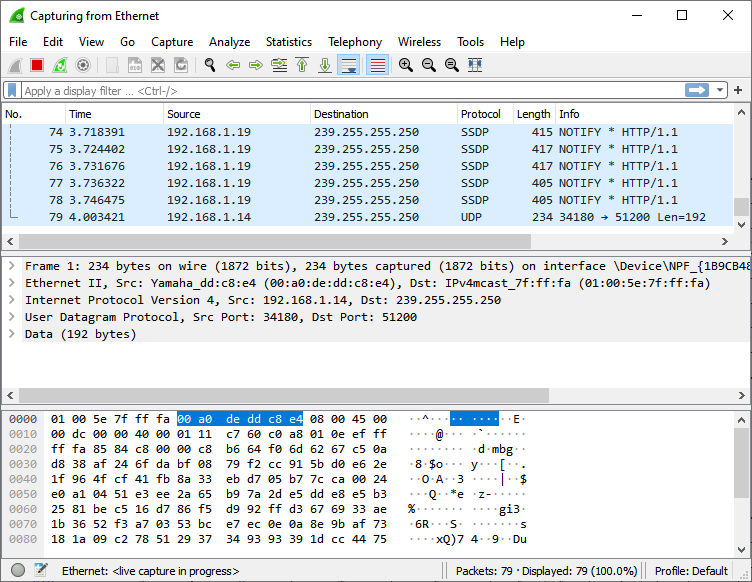 Capturing from Ethernet
File Edit View Go Capture Analyze Statistics Telephony Wireless Tools Help
Apply a display filter ... <Ctrl-/>
No. Time Source Destination Protocol Length Info
74 3.718391 192.168.1.19 239.255.255.250 SSDP 415 NOTIFY * HTTP/1.1
75 3.724402 192.168.1.19 239.255.255.250 SSDP 417 NOTIFY * HTTP/1.1
76 3.731676 192.168.1.19 239.255.255.250 SSDP 417 NOTIFY * HTTP/1.1
77 3.736322 192.168.1.19 239.255.255.250 SSDP 405 NOTIFY * HTTP/1.1
78 3.746475 192.168.1.19 239.255.255.250 SSDP 405 NOTIFY * HTTP/1.1
79 4.003421 192.168.1.14 239.255.255.250 UDP 234 34180 → 51200 Len=192
Frame 1: 234 bytes on wire (1872 bits), 234 bytes captured (1872 bits) on interface \Device\NPF_{1B9CB48
Ethernet II, Src: Yamaha_dd:c8:e4 (00:a0:de:dd:c8:e4), Dst: IPv4mcast_7f:ff:fa (01:00:5e:7f:ff:fa)
Internet Protocol Version 4, Src: 192.168.1.14, Dst: 239.255.255.250
User Datagram Protocol, Src Port: 34180, Dst Port: 51200
Data (192 bytes)
0000 01 00 5e 7f ff fa 00 a0 de dd c8 e4 08 00 45 00 ··^····· ······E·
0010 00 dc 00 00 40 00 01 11 c7 60 c0 a8 01 0e ef ff ····@··· ·`······
0020 ff fa 85 84 c8 00 00 c8 b6 64 f0 6d 62 67 c5 0a ········ ·d·mbg··
0030 d8 38 af 24 6f da bf 08 79 f2 cc 91 5b d0 e6 2e ·8·$o··· y···[··.
0040 1f 96 4f cf 41 fb 8a 33 eb d7 05 b7 7c ca 00 24 ··O·A··3 ····|··$
0050 e0 a1 04 51 e3 ee 2a 65 b9 7a 2d e5 dd e8 e5 b3 ···Q··*e ·z-·····
0060 25 81 be c5 16 d7 86 f5 d9 92 ff d3 67 69 33 ae %······· ····gi3·
0070 1b 36 52 f3 a7 03 53 bc e7 ec 0e 0a 8e 9b af 73 ·6R···S· ·······s
0080 18 1a 09 c2 78 51 29 37 34 93 93 39 1d cc 44 75 ····xQ)7 4··9··Du
Ethernet: <live capture in progress> Packets: 79 · Displayed: 79 (100.0%) Profile: Default